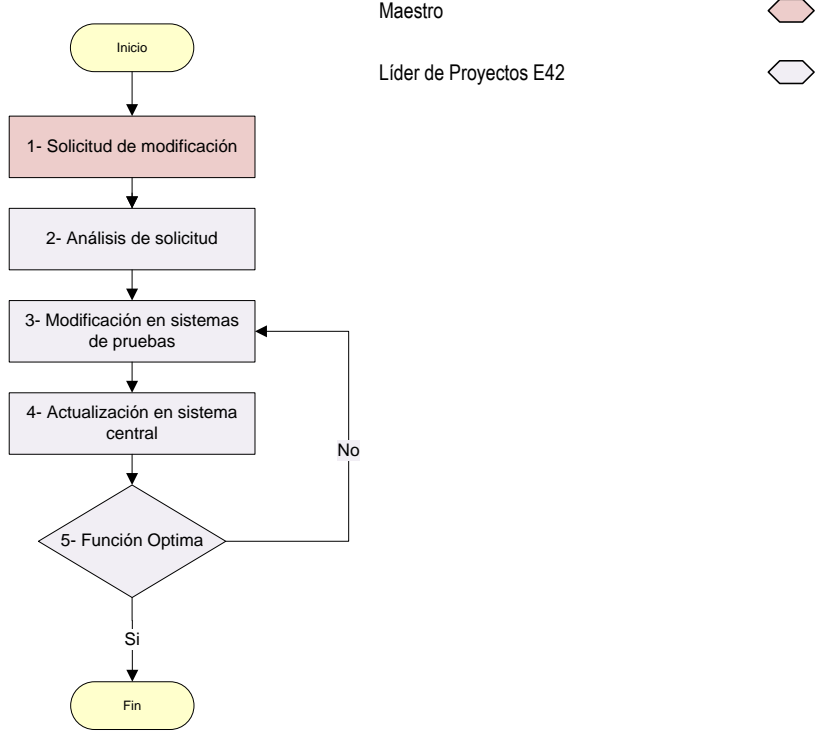 Maestro
Líder de Proyectos E42
Inicio
1- Solicitud de modificación
2- Análisis de solicitud
3- Modificación en sistemas
de pruebas
4- Actualización en sistema
central
No
5- Función Optima
Si
Fin